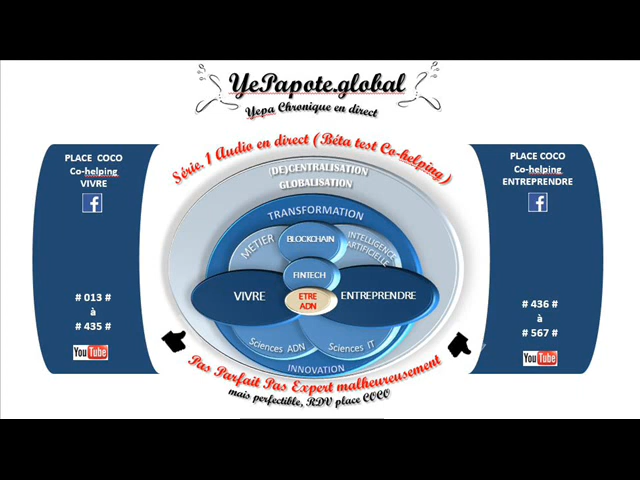 YePapote.global
Yepa Chronique en direct
Série, 1 Audio en direct (Béta test Co-helping)
PLACE COCO
Co-helping
VIVRE
# 013 #
à
# 435 #
YouTube
(DE)CENTRALISATION
GLOBALISATION
TRANSFORMATION
METIER
BLOCKCHAIN
INTELLIGENCE
ARTIFICIELLE
FINTECH
VIVRE
ETRE
ADN
ENTREPRENDRE
Sciences ADN
Sciences IT
INNOVATION
PLACE COCO
Co-helping
ENTREPRENDRE
# 436 #
à
# 567 #
YouTube
Pas Parfait Pas Expert malheureusement
mais perfectible, RDV place COCO